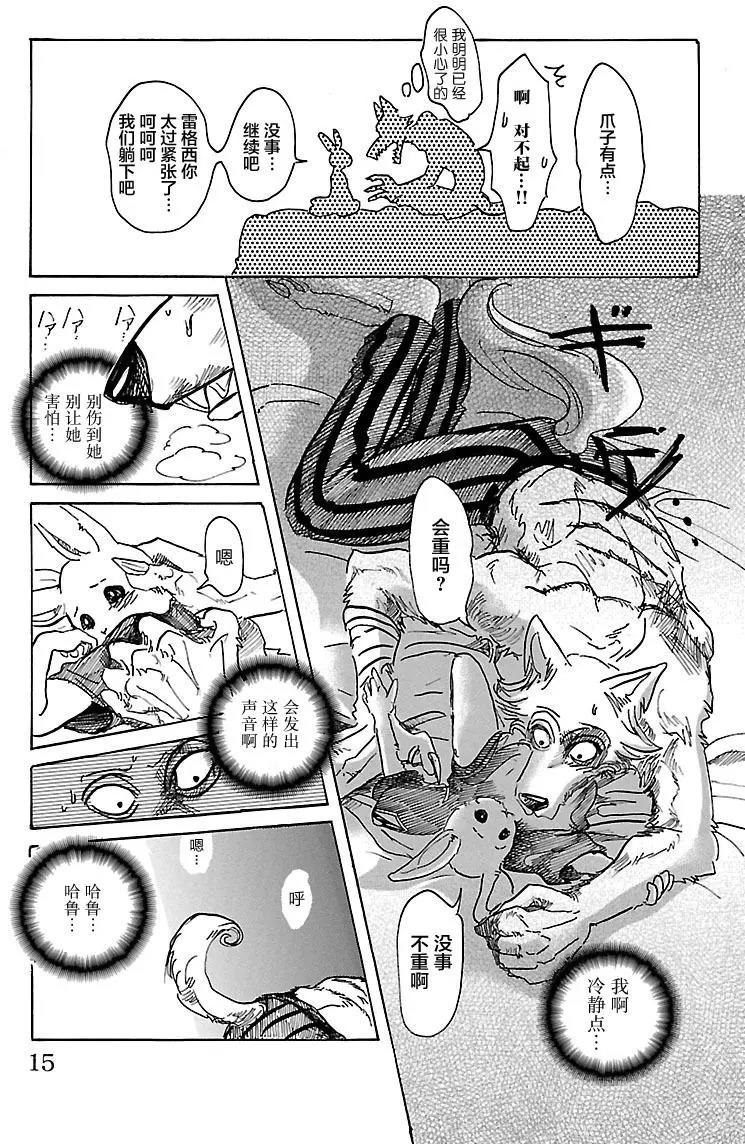 爪子有点…
啊 对不起…!!
我明明已经
很小心了的
没事…
继续吧
雷格西你
太过紧张了…
呵呵呵
我们躺下吧
ギッ…
会重吗?
没事
不重啊
我啊
冷静点…
ハァ
ハァ
ハァ
别伤到她
别让她
害怕…
嗯
会发出
这样的
声音啊
呼
嗯…
哈鲁…
哈鲁…
15